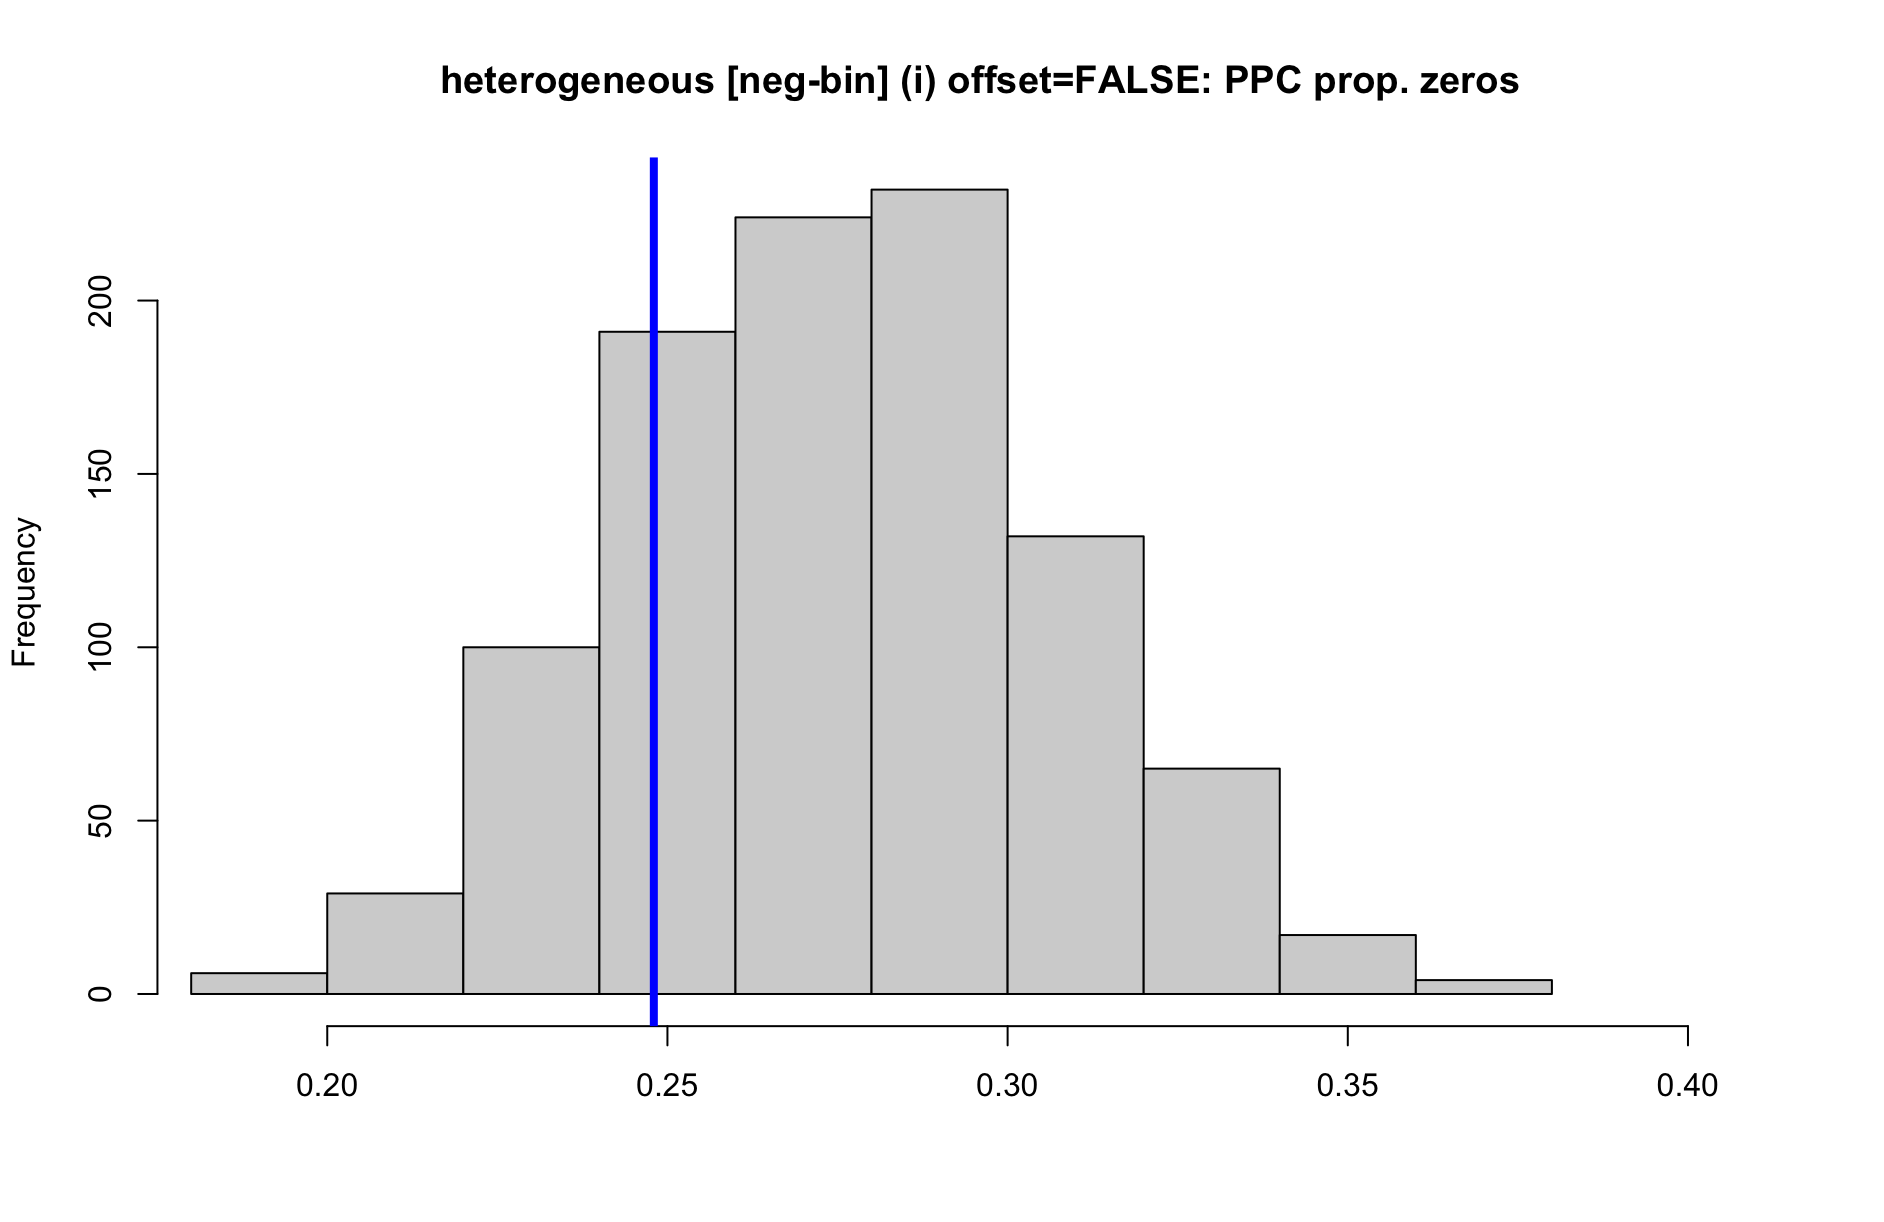 heterogeneous [neg-bin] (i) offset=FALSE: PPC prop. zeros
Frequency
200
150
100
50
0
0.20 0.25 0.30 0.35 0.40